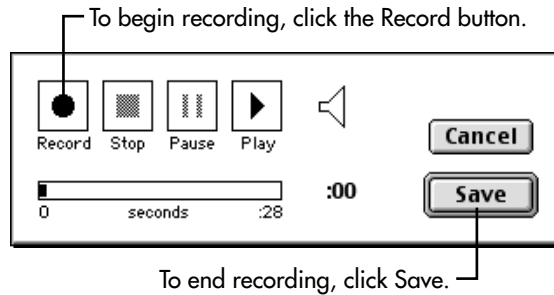 To begin recording, click the Record button.
Record Stop Pause Play
Cancel
:00
Save
0 seconds :28
To end recording, click Save.